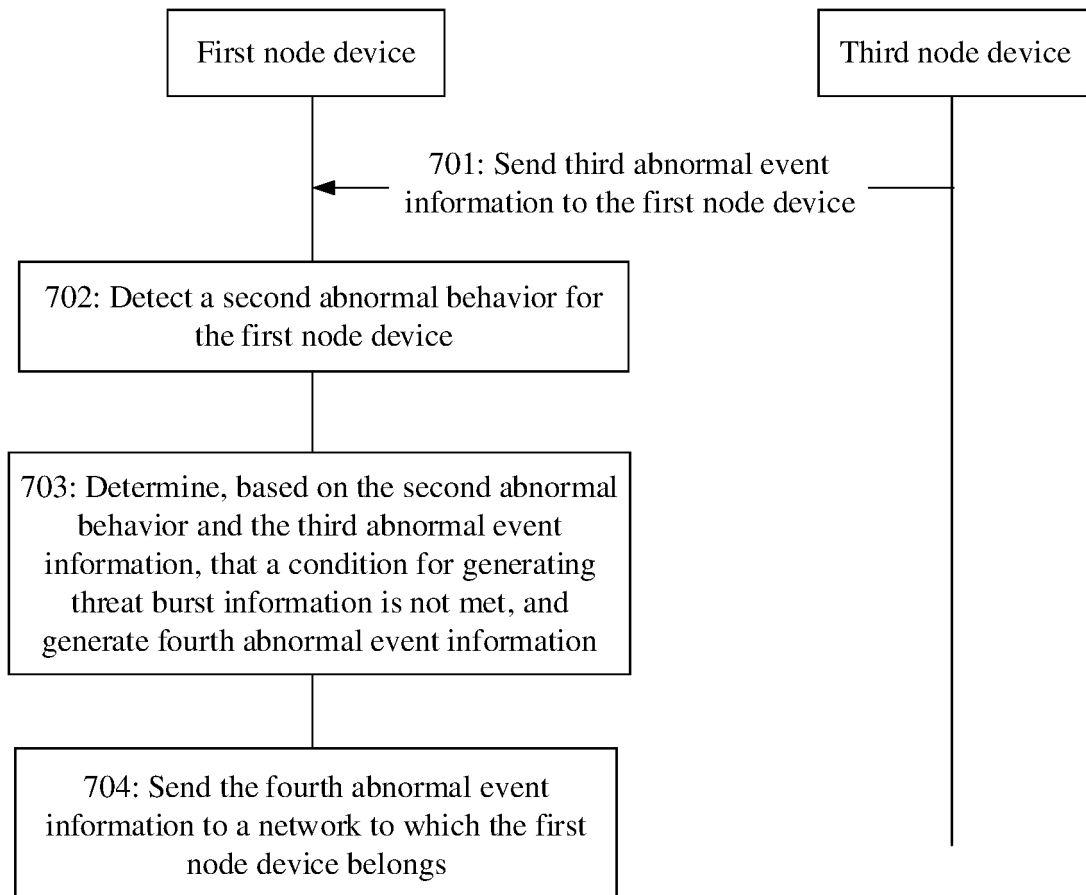 First node device
Third node device
701: Send third abnormal event
information to the first node device
702: Detect a second abnormal behavior for
the first node device
703: Determine, based on the second abnormal
behavior and the third abnormal event
information, that a condition for generating
threat burst information is not met, and
generate fourth abnormal event information
704: Send the fourth abnormal event
information to a network to which the first
node device belongs